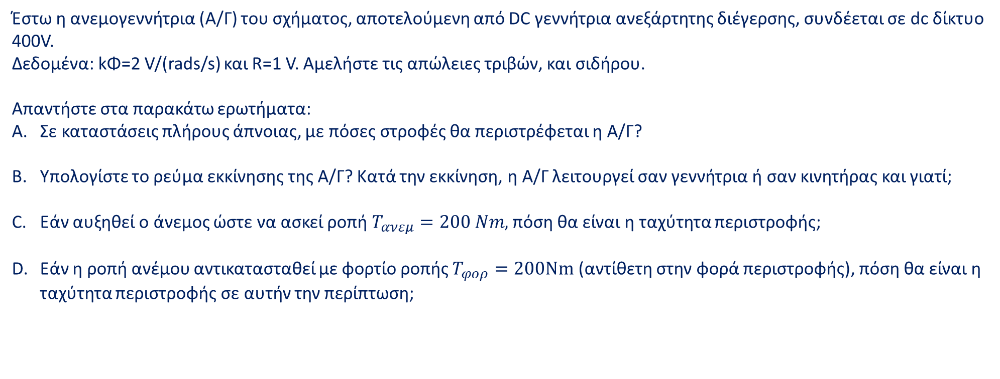 Έστω η ανεμογεννήτρια (Α/Γ) του σχήματος, αποτελούμενη από DC γεννήτρια ανεξάρτητης διέγερσης, συνδέεται σε dc δίκτυο
400V.
Δεδομένα: kΦ=2 V/(rads/s) και R=1 V. Αμελήστε τις απώλειες τριβών, και σιδήρου.
Απαντήστε στα παρακάτω ερωτήματα:
A. Σε καταστάσεις πλήρους άπνοιας, με πόσες στροφές θα περιστρέφεται η Α/Γ?
B. Υπολογίστε το ρεύμα εκκίνησης της Α/Γ? Κατά την εκκίνηση, η Α/Γ λειτουργεί σαν γεννήτρια ή σαν κινητήρας και γιατί;
C. Εάν αυξηθεί ο άνεμος ώστε να ασκεί ροπή $T_{ανεμ} = 200 \ Nm$, πόση θα είναι η ταχύτητα περιστροφής;
D. Εάν η ροπή ανέμου αντικατασταθεί με φορτίο ροπής $T_{φορ} = 200\mathrm{Nm}$ (αντίθετη στην φορά περιστροφής), πόση θα είναι η
ταχύτητα περιστροφής σε αυτήν την περίπτωση;